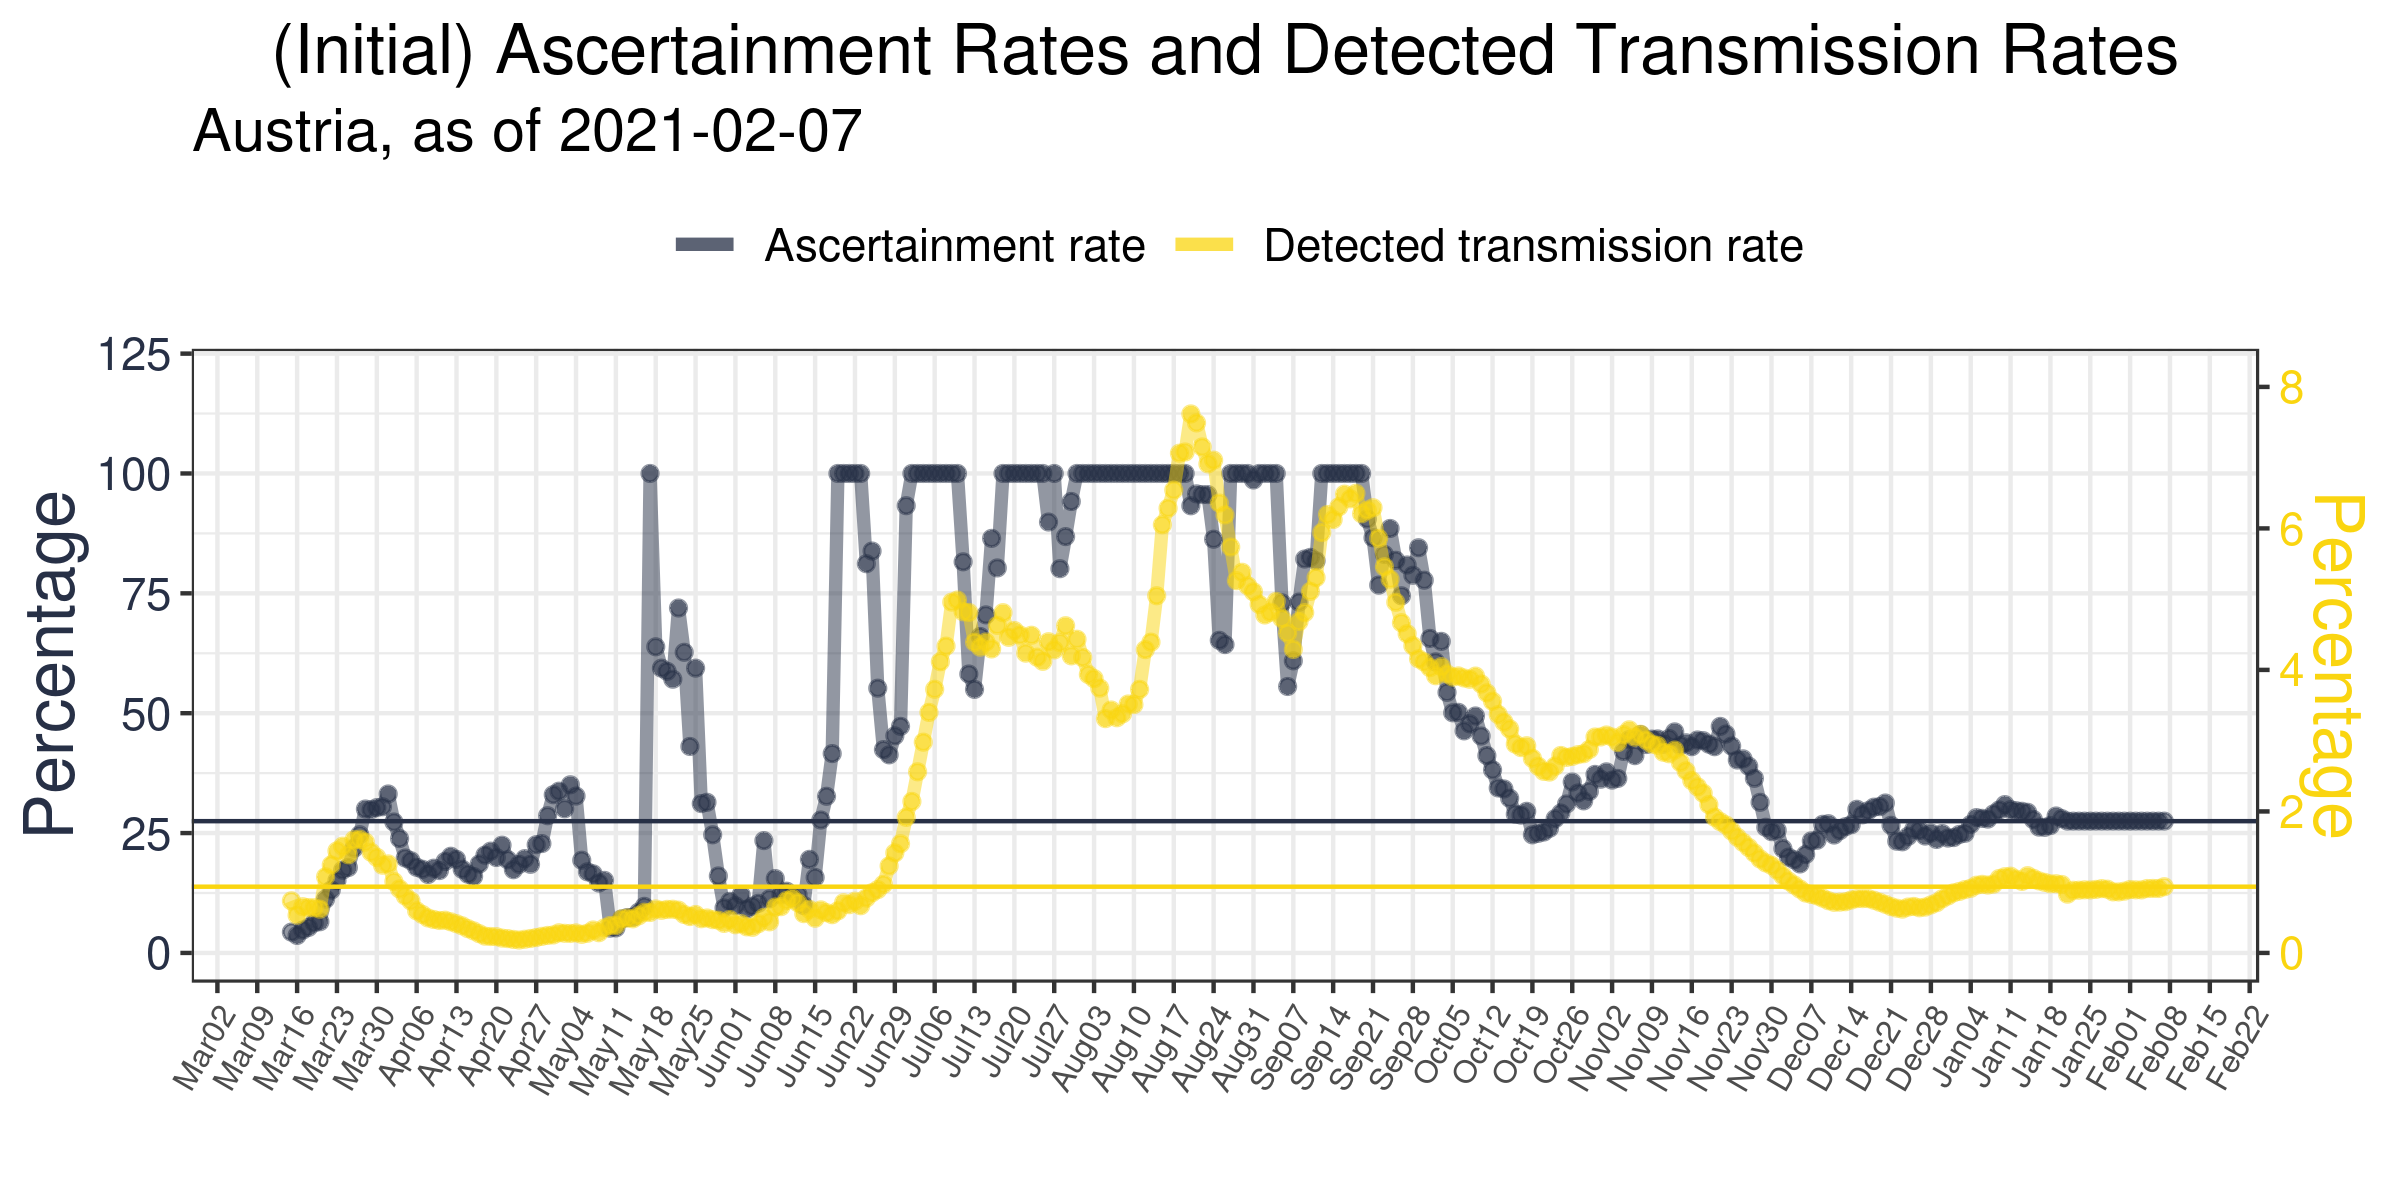 (Initial) Ascertainment Rates and Detected Transmission Rates
Austria, as of 2021-02-07
Ascertainment rate Detected transmission rate
125
100
75
50
25
0
Percentage
8
6
4
2
0
Percentage
Mar02 Mar09 Mar16 Mar23 Mar30 Apr06 Apr13 Apr20 Apr27 May04 May11 May18 May25 Jun01 Jun08 Jun15 Jun22 Jun29 Jul06 Jul13 Jul20 Jul27 Aug03 Aug10 Aug17 Aug24 Aug31 Sep07 Sep14 Sep21 Sep28 Oct05 Oct12 Oct19 Oct26 Nov02 Nov09 Nov16 Nov23 Nov30 Dec07 Dec14 Dec21 Dec28 Jan04 Jan11 Jan18 Jan25 Feb01 Feb08 Feb15 Feb22